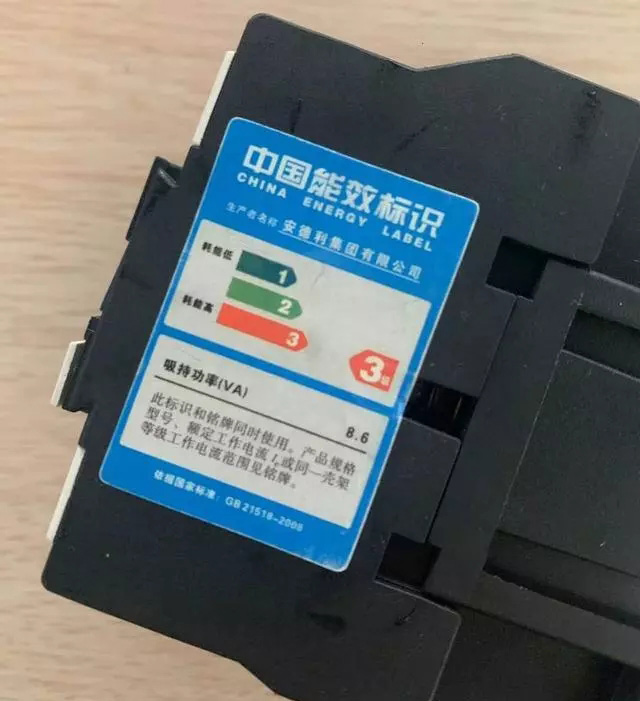 中国能效标识
CHINA ENERGY LABEL
生产者名称 安德利集团有限公司
耗能低
1
2
耗能高
3
3级
吸持功率(VA) 8.6
此标识和铭牌同时使用。产品规格
型号、额定工作电流Ie或同一壳架
等级工作电流范围见铭牌。
依据国家标准：GB 21518-2008